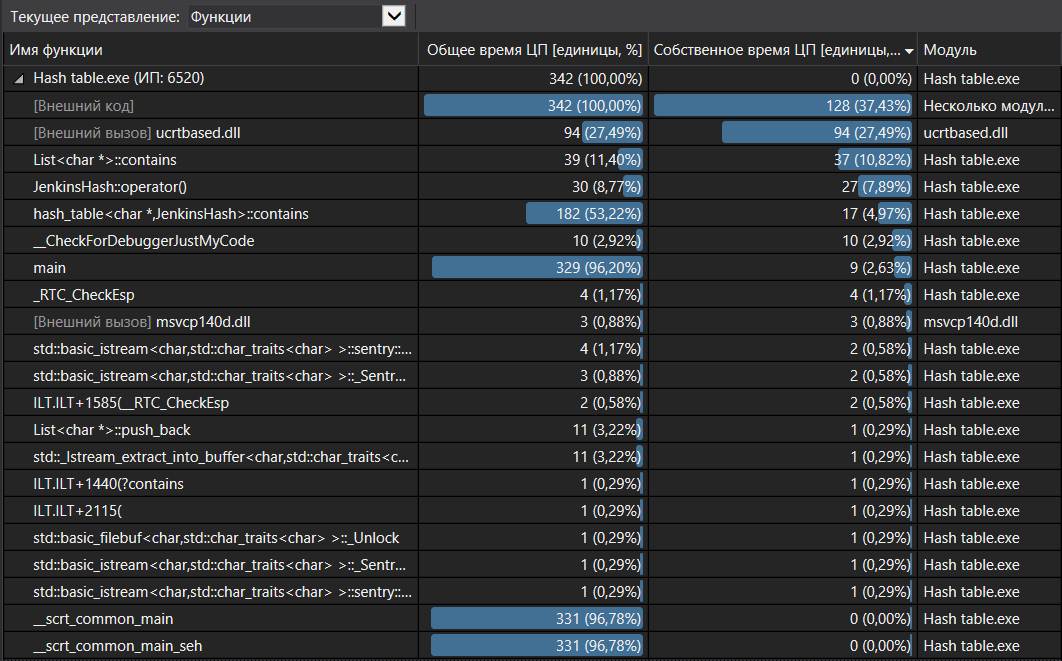 Текущее представление: Функции
Имя функции Общее время ЦП [единицы, %] Собственное время ЦП [единицы,... Модуль
Hash table.exe (ИП: 6520) 342 (100,00%) 0 (0,00%) Hash table.exe
[Внешний код] 342 (100,00%) 128 (37,43%) Несколько модул...
[Внешний вызов] ucrtbased.dll 94 (27,49%) 94 (27,49%) ucrtbased.dll
List<char *>::contains 39 (11,40%) 37 (10,82%) Hash table.exe
JenkinsHash::operator() 30 (8,77%) 27 (7,89%) Hash table.exe
hash_table<char *,JenkinsHash>::contains 182 (53,22%) 17 (4,97%) Hash table.exe
__CheckForDebuggerJustMyCode 10 (2,92%) 10 (2,92%) Hash table.exe
main 329 (96,20%) 9 (2,63%) Hash table.exe
_RTC_CheckEsp 4 (1,17%) 4 (1,17%) Hash table.exe
[Внешний вызов] msvcp140d.dll 3 (0,88%) 3 (0,88%) msvcp140d.dll
std::basic_istream<char,std::char_traits<char> >::sentry::... 4 (1,17%) 2 (0,58%) Hash table.exe
std::basic_istream<char,std::char_traits<char> >::_Sentr... 3 (0,88%) 2 (0,58%) Hash table.exe
ILT.ILT+1585(__RTC_CheckEsp 2 (0,58%) 2 (0,58%) Hash table.exe
List<char *>::push_back 11 (3,22%) 1 (0,29%) Hash table.exe
std::_Istream_extract_into_buffer<char,std::char_traits<c... 11 (3,22%) 1 (0,29%) Hash table.exe
ILT.ILT+1440(?contains 1 (0,29%) 1 (0,29%) Hash table.exe
ILT.ILT+2115( 1 (0,29%) 1 (0,29%) Hash table.exe
std::basic_filebuf<char,std::char_traits<char> >::_Unlock 1 (0,29%) 1 (0,29%) Hash table.exe
std::basic_istream<char,std::char_traits<char> >::_Sentr... 1 (0,29%) 1 (0,29%) Hash table.exe
std::basic_istream<char,std::char_traits<char> >::sentry::... 1 (0,29%) 1 (0,29%) Hash table.exe
__scrt_common_main 331 (96,78%) 0 (0,00%) Hash table.exe
__scrt_common_main_seh 331 (96,78%) 0 (0,00%) Hash table.exe